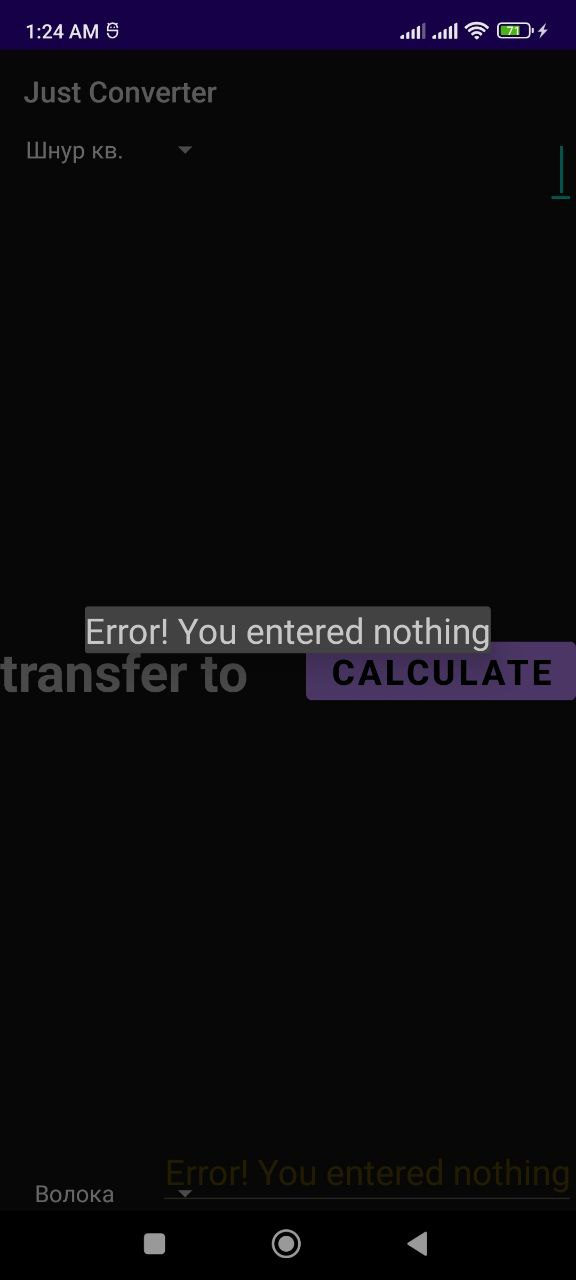 1:24 AM
71
Just Converter
Шнур кв.
Error! You entered nothing
transfer to
CALCULATE
Error! You entered nothing
Волока